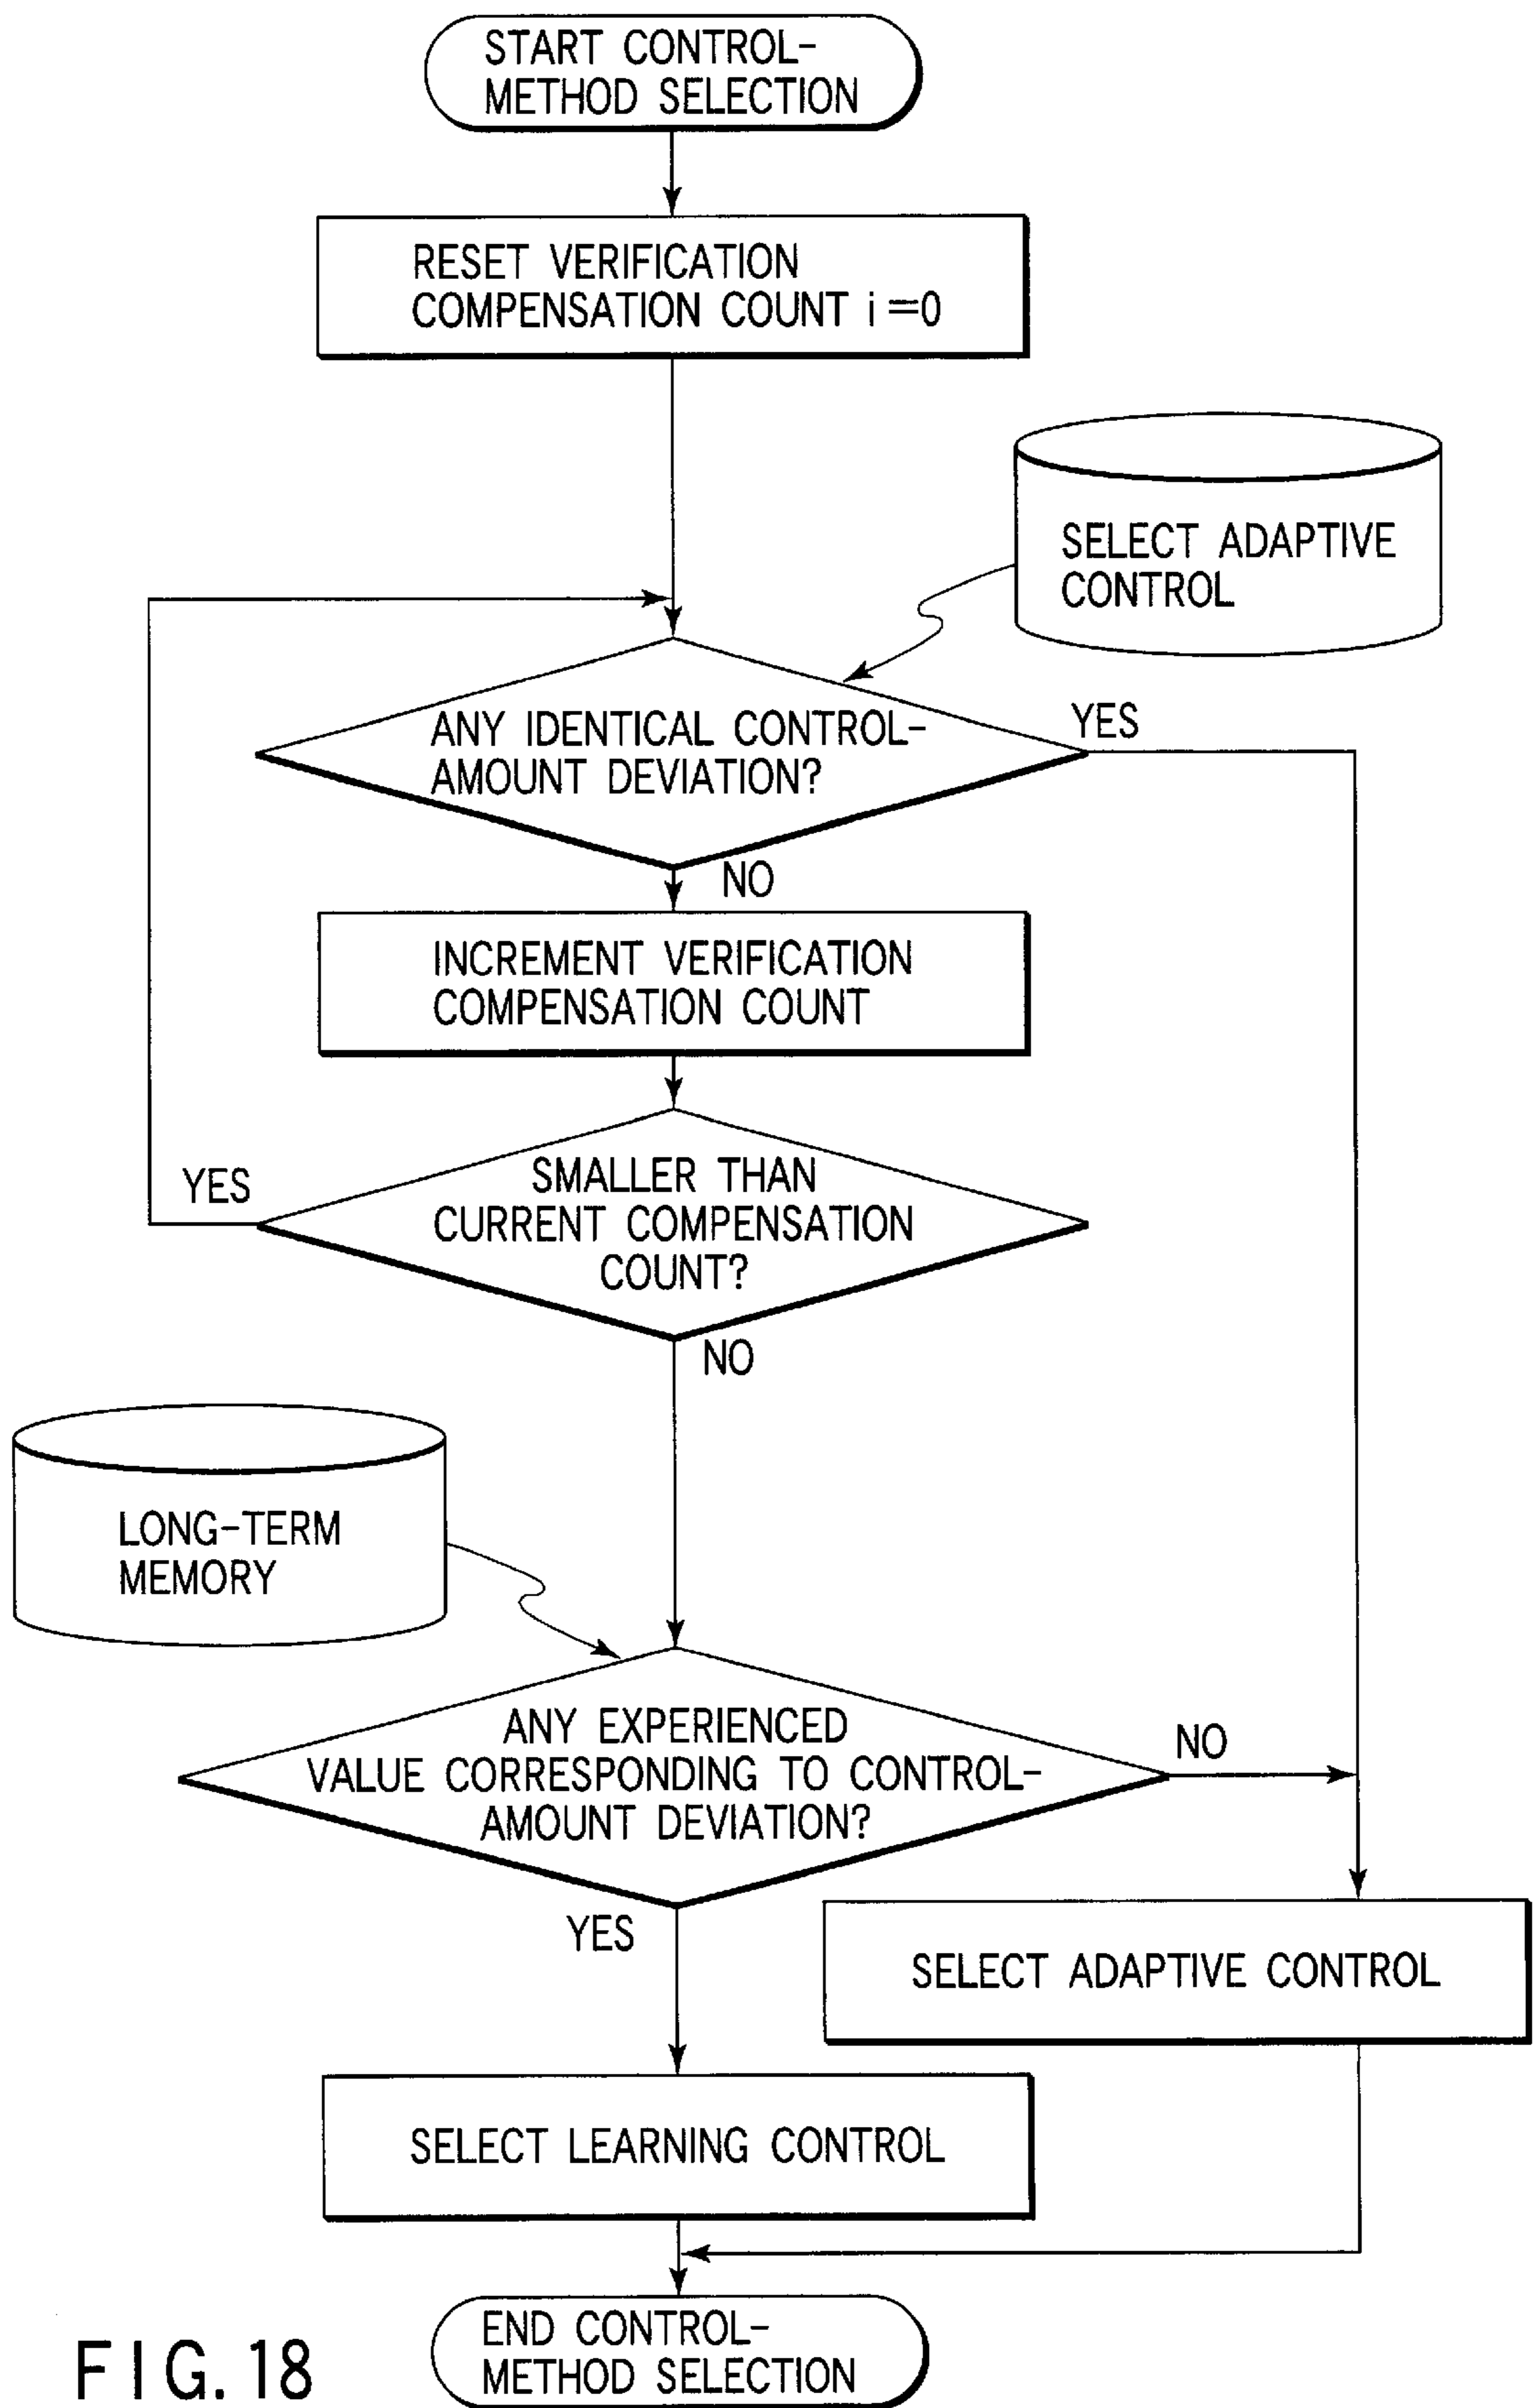 START CONTROL-
METHOD SELECTION
RESET VERIFICATION
COMPENSATION COUNT i=0
SELECT ADAPTIVE
CONTROL
ANY IDENTICAL CONTROL-
AMOUNT DEVIATION?
YES
NO
INCREMENT VERIFICATION
COMPENSATION COUNT
SMALLER THAN
CURRENT COMPENSATION
COUNT?
YES
NO
LONG-TERM
MEMORY
ANY EXPERIENCED
VALUE CORRESPONDING TO CONTROL-
AMOUNT DEVIATION?
NO
YES
SELECT ADAPTIVE CONTROL
SELECT LEARNING CONTROL
END CONTROL-
METHOD SELECTION
FIG.18